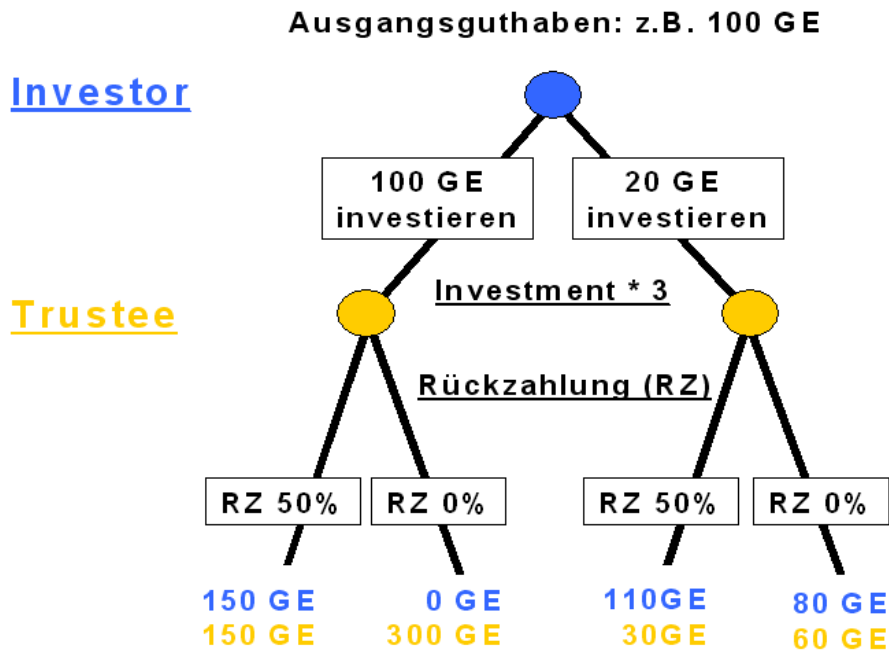 Ausgangsguthaben: z.B. 100 GE
Investor
100 GE
investieren
20 GE
investieren
Investment * 3
Trustee
Rückzahlung (RZ)
RZ 50%
RZ 0%
RZ 50%
RZ 0%
150 GE
150 GE
0 GE
300 GE
110GE
30GE
80 GE
60 GE